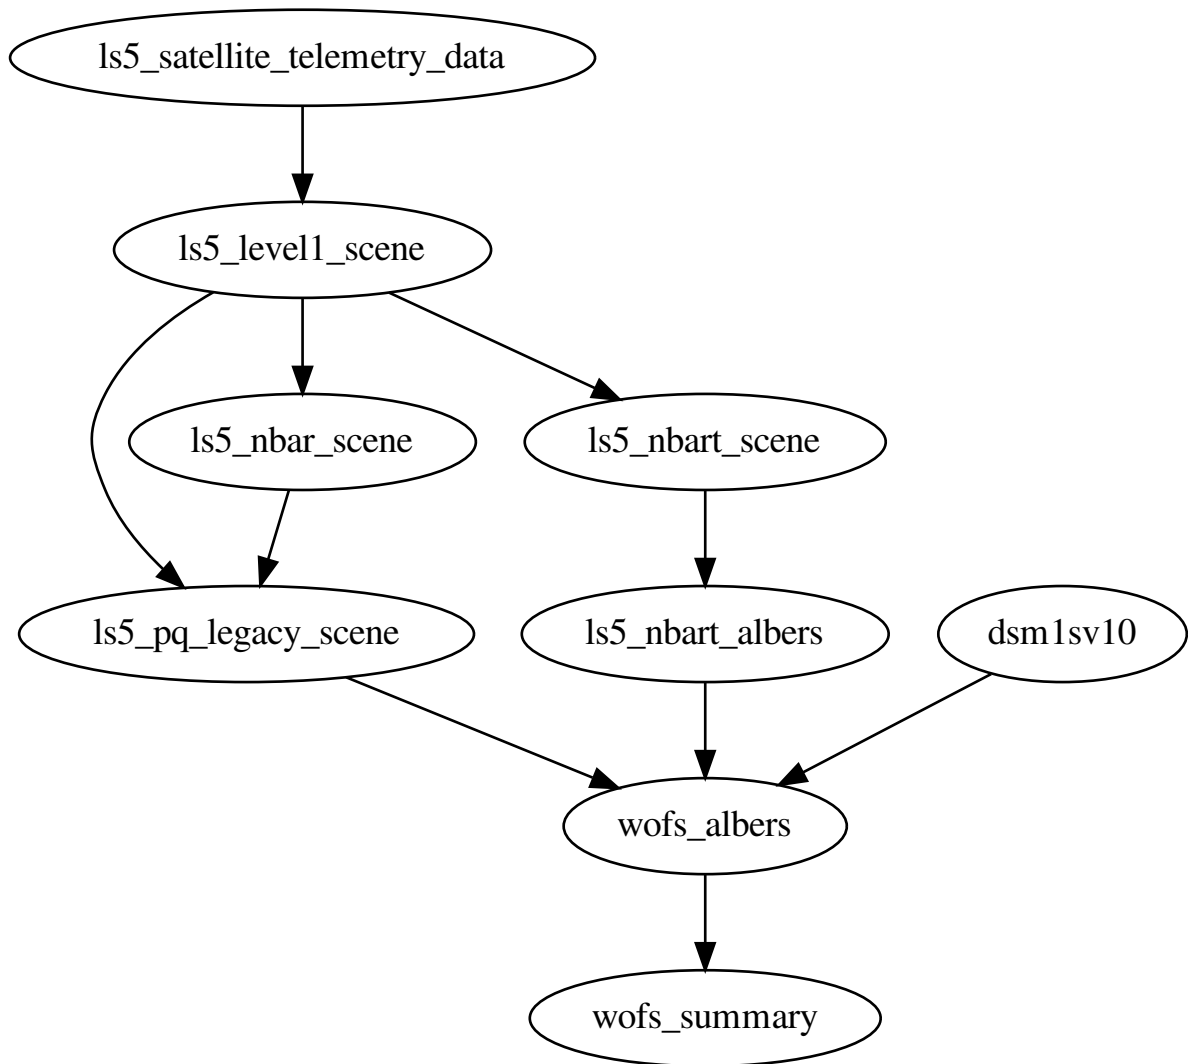 ls5_satellite_telemetry_data
ls5_level1_scene
ls5_nbar_scene
ls5_nbart_scene
ls5_pq_legacy_scene
ls5_nbart_albers
dsm1sv10
wofs_albers
wofs_summary